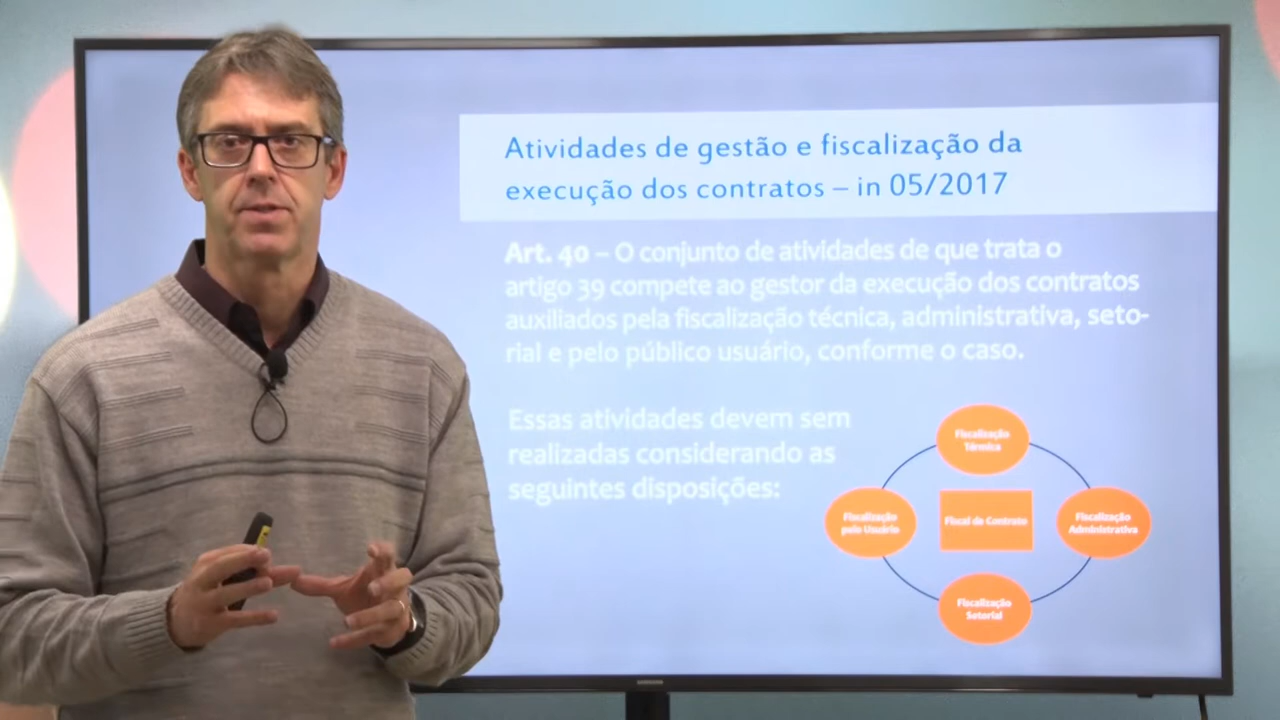 Atividades de gestão e fiscalização da
execução dos contratos – in 05/2017
Art. 40 – O conjunto de atividades de que trata o
artigo 39 compete ao gestor da execução dos contratos
auxiliados pela fiscalização técnica, administrativa, seto-
rial e pelo público usuário, conforme o caso.
Essas atividades devem sem
realizadas considerando as
seguintes disposições:
Fiscalização
Térmica
Fiscalização
pelo Usuário
Fiscal de Contrato
Fiscalização
Administrativa
Fiscalização
Setorial
SAMSUNG